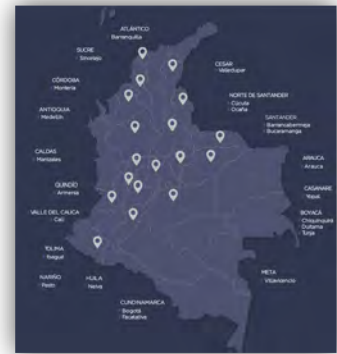 ATLÁNTICO
Barranquilla
SUCRE
Sincelejo
CESAR
Valledupar
CÓRDOBA
Montería
NORTE DE SANTANDER
Cúcuta
Ocaña
ANTIOQUIA
Medellín
SANTANDER
Barrancabermeja
Bucaramanga
CALDAS
Manizales
ARAUCA
Arauca
QUINDÍO
Armenia
CASANARE
Yopal
VALLE DEL CAUCA
Cali
BOYACÁ
Chiquinquirá
Duitama
Tunja
TOLIMA
Ibagué
META
Villavicencio
NARIÑO
Pasto
HUILA
Neiva
CUNDINAMARCA
Bogotá
Facatativá